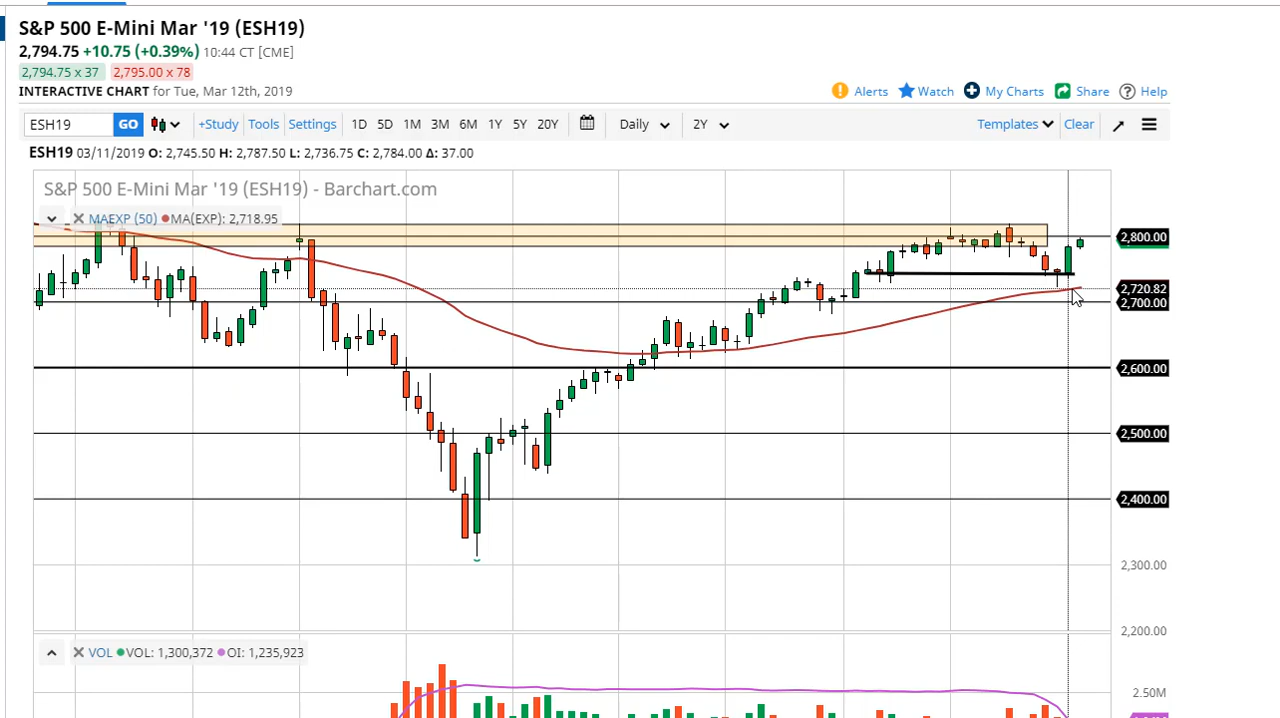 S&P 500 E-Mini Mar '19 (ESH19)
2,794.75 +10.75 (+0.39%) 10:44 CT [CME]
2,794.75 x 37 2,795.00 x 78
INTERACTIVE CHART for Tue, Mar 12th, 2019
Alerts Watch My Charts Share Help
ESH19 GO +Study Tools Settings 1D 5D 1M 3M 6M 1Y 5Y 20Y Daily 2Y Templates Clear
ESH19 03/11/2019 O: 2,745.50 H: 2,787.50 L: 2,736.75 C: 2,784.00 Δ: 37.00
S&P 500 E-Mini Mar '19 (ESH19) - Barchart.com
MAEXP (50) MA(EXP): 2,718.95
2,800.00
2,720.82
2,700.00
2,600.00
2,500.00
2,400.00
2,300.00
2,200.00
VOL VOL: 1,300,372 OI: 1,235,923
2.50M